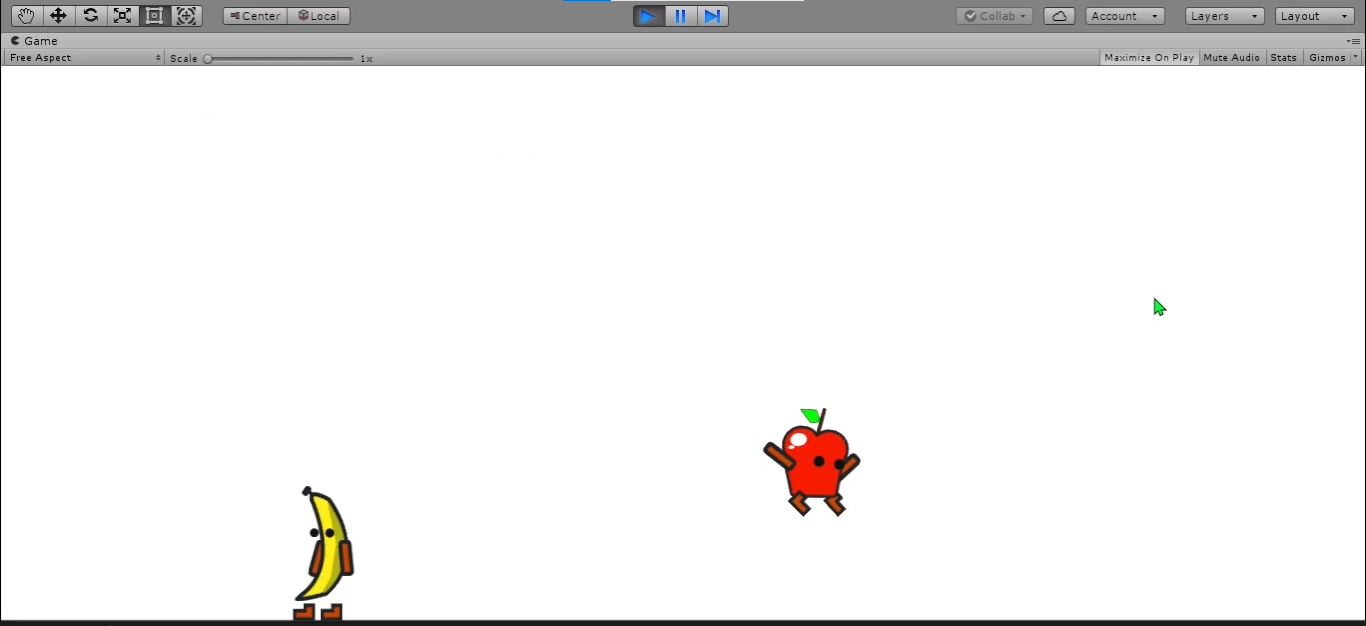 Center Local Collab Account Layers Layout
Game
Free Aspect Scale 1x Maximize On Play Mute Audio Stats Gizmos